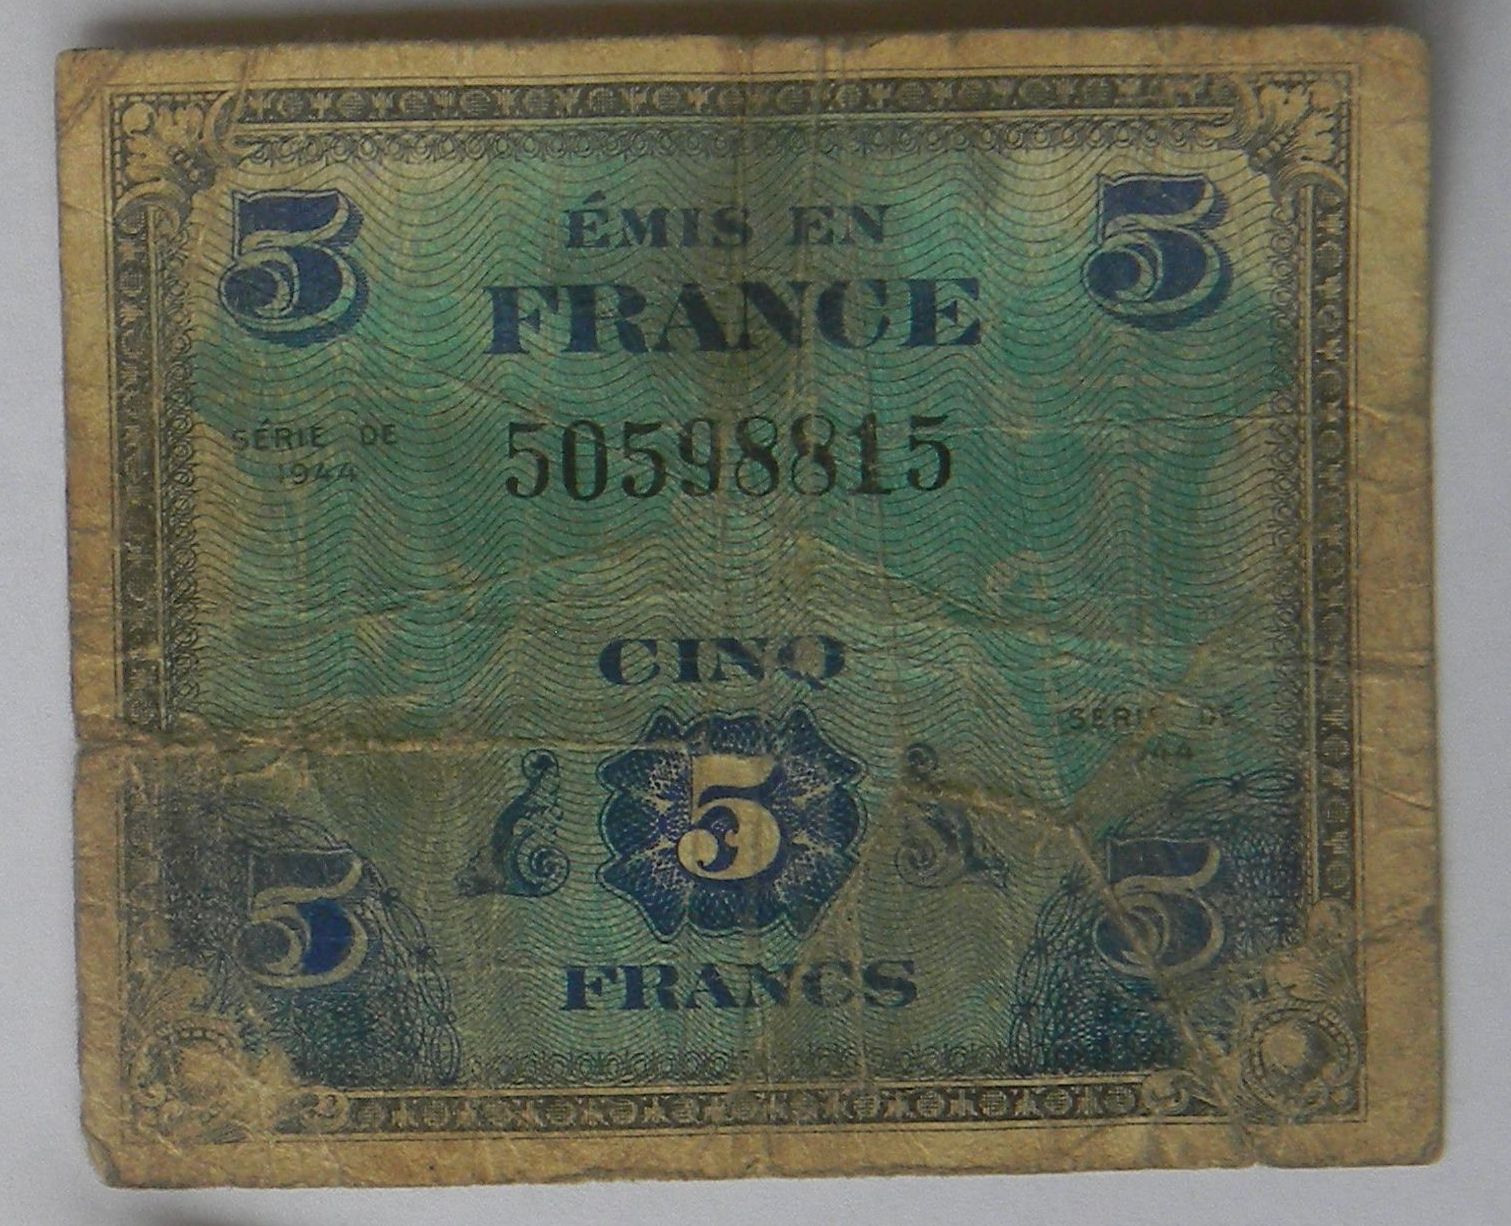 5 ÉMIS EN 5
FRANCE
SÉRIE DE
1944
50598815
CINQ
SÉRIE DE
1944
5 5 5
FRANCS